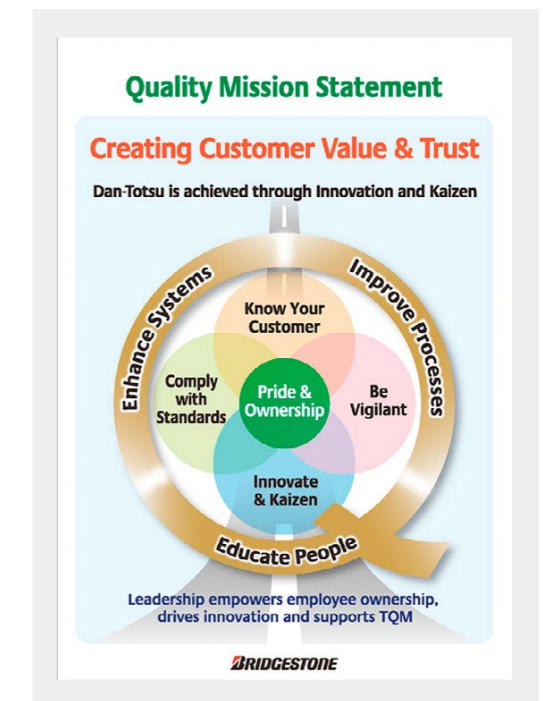 Quality Mission Statement
Creating Customer Value & Trust
Dan-Totsu is achieved through Innovation and Kaizen
Enhance Systems
Improve Processes
Know Your
Customer
Comply
with
Standards
Pride &
Ownership
Be
Vigilant
Innovate
& Kaizen
Educate People
Leadership empowers employee ownership,
drives innovation and supports TQM
BRIDGESTONE